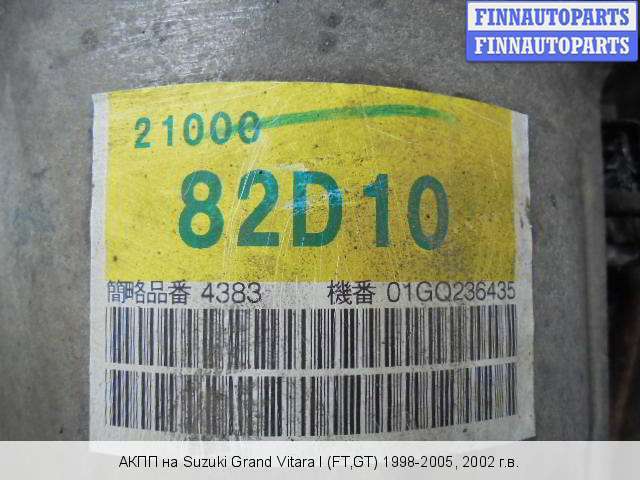 FINNAUTOPARTS
FINNAUTOPARTS
21000
82D10
簡略品番 4383 機番 01GQ236435
АКПП на Suzuki Grand Vitara I (FT,GT) 1998-2005, 2002 г.в.